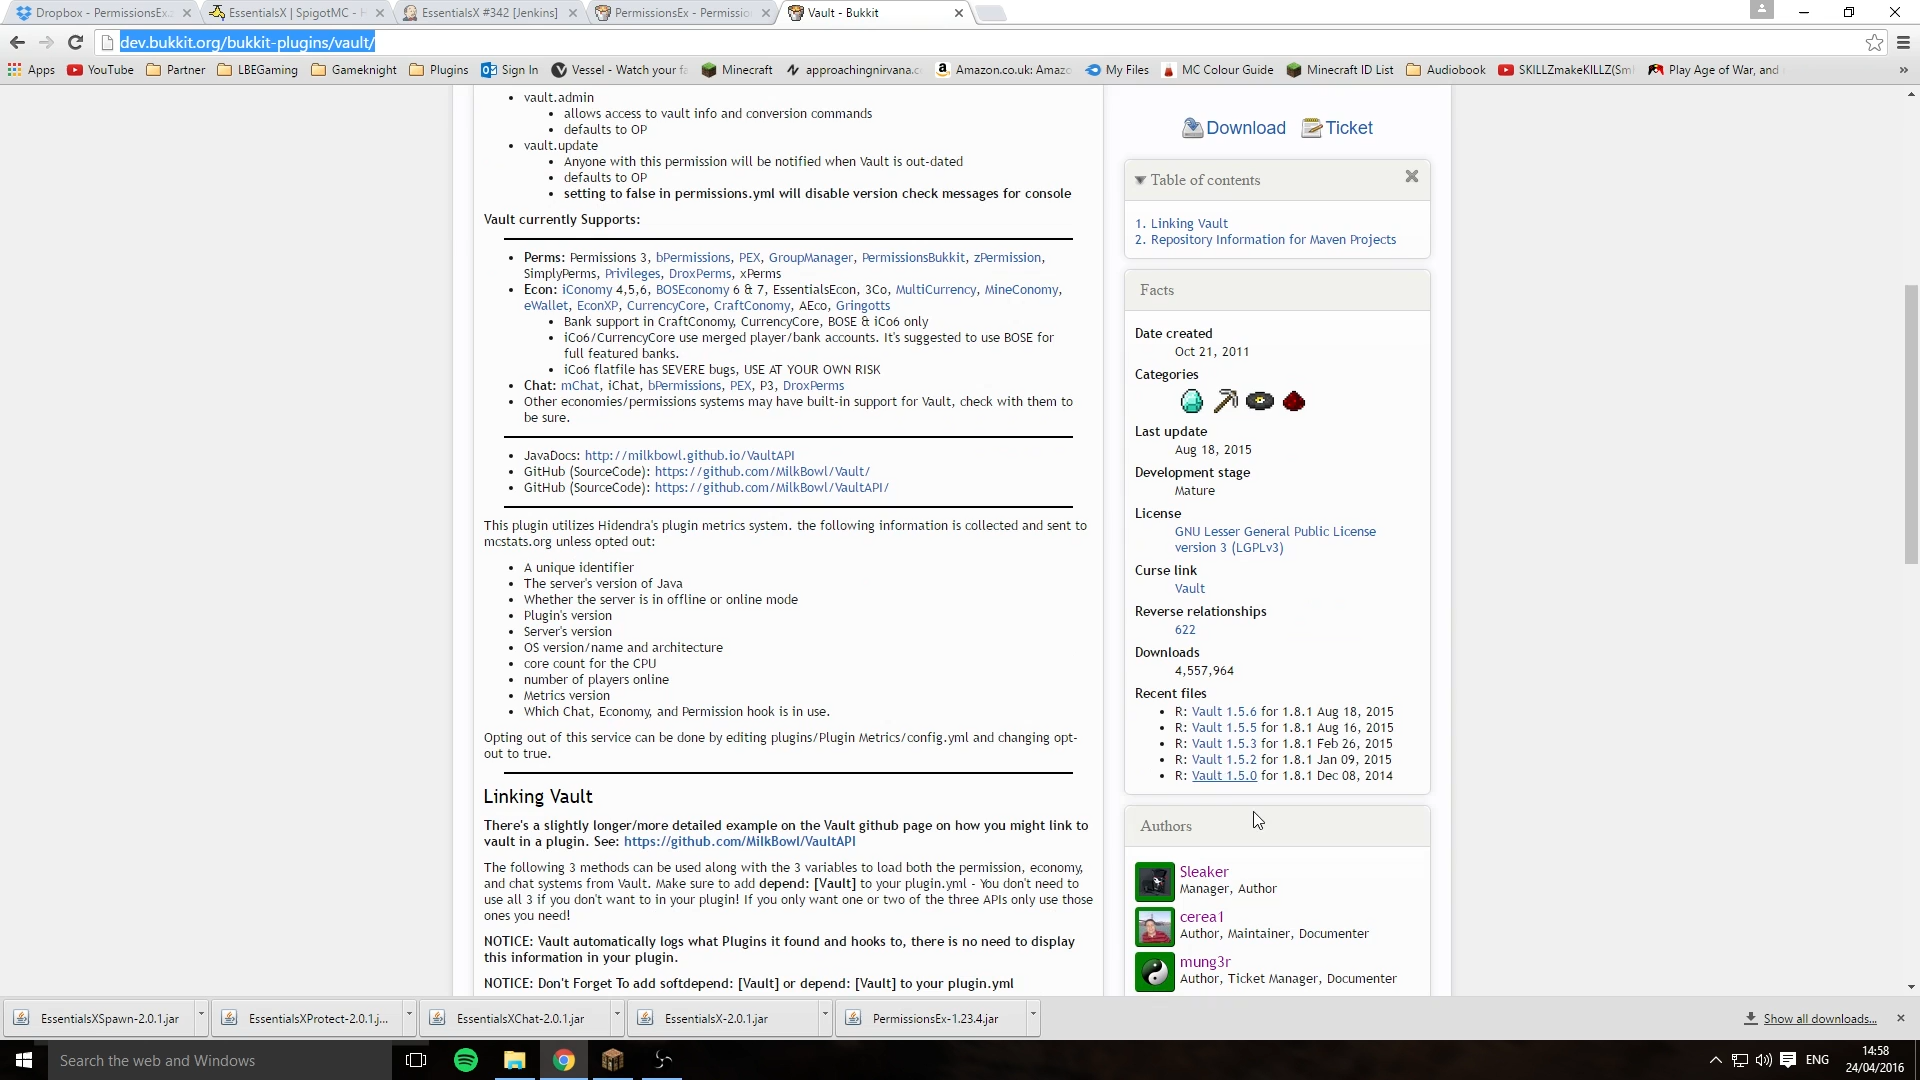 Dropbox - PermissionsEx
EssentialsX | SpigotMC -
EssentialsX #342 [Jenkins]
PermissionsEx - Permissio
Vault - Bukkit
dev.bukkit.org/bukkit-plugins/vault/
Apps
YouTube
Partner
LBEGaming
Gameknight
Plugins
Sign In
Vessel - Watch your f
Minecraft
approachingnirvana.c
Amazon.co.uk: Amazo
My Files
MC Colour Guide
Minecraft ID List
Audiobook
SKILLZmakeKILLZ(Sm
Play Age of War, and
»
vault.admin
allows access to vault info and conversion commands
defaults to OP
vault.update
Anyone with this permission will be notified when Vault is out-dated
defaults to OP
setting to false in permissions.yml will disable version check messages for console
Vault currently Supports:
Perms: Permissions 3, bPermissions, PEX, GroupManager, PermissionsBukkit, zPermission,
SimplyPerms, Privileges, DroxPerms, xPerms
Econ: iConomy 4,5,6, BOSEconomy 6 & 7, EssentialsEcon, 3Co, MultiCurrency, MineConomy,
eWallet, EconXP, CurrencyCore, CraftConomy, AEco, Gringotts
Bank support in CraftConomy, CurrencyCore, BOSE & iCo6 only
iCo6/CurrencyCore use merged player/bank accounts. It's suggested to use BOSE for
full featured banks.
iCo6 flatfile has SEVERE bugs, USE AT YOUR OWN RISK
Chat: mChat, iChat, bPermissions, PEX, P3, DroxPerms
Other economies/permissions systems may have built-in support for Vault, check with them to
be sure.
JavaDocs: http://milkbowl.github.io/VaultAPI
GitHub (SourceCode): https://github.com/MilkBowl/Vault/
GitHub (SourceCode): https://github.com/MilkBowl/VaultAPI/
This plugin utilizes Hidendra's plugin metrics system. the following information is collected and sent to
mcstats.org unless opted out:
A unique identifier
The server's version of Java
Whether the server is in offline or online mode
Plugin's version
Server's version
OS version/name and architecture
core count for the CPU
number of players online
Metrics version
Which Chat, Economy, and Permission hook is in use.
Opting out of this service can be done by editing plugins/Plugin Metrics/config.yml and changing opt-
out to true.
Linking Vault
There's a slightly longer/more detailed example on the Vault github page on how you might link to
vault in a plugin. See: https://github.com/MilkBowl/VaultAPI
The following 3 methods can be used along with the 3 variables to load both the permission, economy,
and chat systems from Vault. Make sure to add depend: [Vault] to your plugin.yml - You don't need to
use all 3 if you don't want to in your plugin! If you only want one or two of the three APIs only use those
ones you need!
NOTICE: Vault automatically logs what Plugins it found and hooks to, there is no need to display
this information in your plugin.
NOTICE: Don't Forget To add softdepend: [Vault] or depend: [Vault] to your plugin.yml
Download
Ticket
Table of contents
1. Linking Vault
2. Repository Information for Maven Projects
Facts
Date created
Oct 21, 2011
Categories
Last update
Aug 18, 2015
Development stage
Mature
License
GNU Lesser General Public License
version 3 (LGPLv3)
Curse link
Vault
Reverse relationships
622
Downloads
4,557,964
Recent files
R: Vault 1.5.6 for 1.8.1 Aug 18, 2015
R: Vault 1.5.5 for 1.8.1 Aug 16, 2015
R: Vault 1.5.3 for 1.8.1 Feb 26, 2015
R: Vault 1.5.2 for 1.8.1 Jan 09, 2015
R: Vault 1.5.0 for 1.8.1 Dec 08, 2014
Authors
Sleaker
Manager, Author
cerea1
Author, Maintainer, Documenter
mung3r
Author, Ticket Manager, Documenter
EssentialsXSpawn-2.0.1.jar
EssentialsXProtect-2.0.1.j...
EssentialsXChat-2.0.1.jar
EssentialsX-2.0.1.jar
PermissionsEx-1.23.4.jar
Show all downloads...
Search the web and Windows
ENG
14:58
24/04/2016